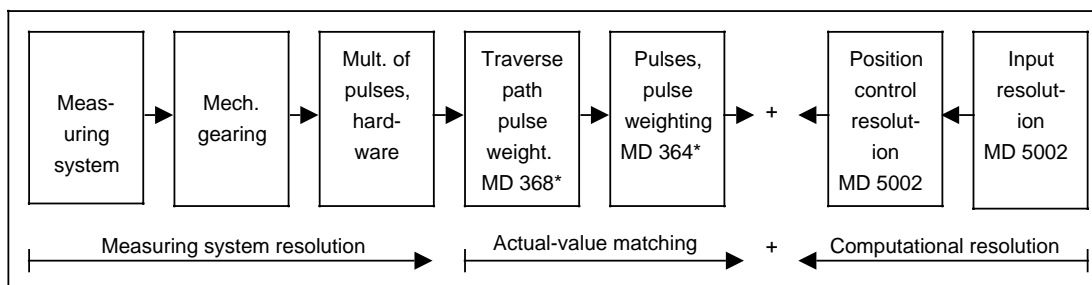 Meas-
uring
system
Mech.
gearing
Mult. of
pulses,
hard-
ware
Traverse
path
pulse
weight.
MD 368*
Pulses,
pulse
weighting
MD 364*
+
Position
control
resolut-
ion
MD 5002
Input
resolut-
ion
MD 5002
Measuring system resolution
Actual-value matching
+
Computational resolution